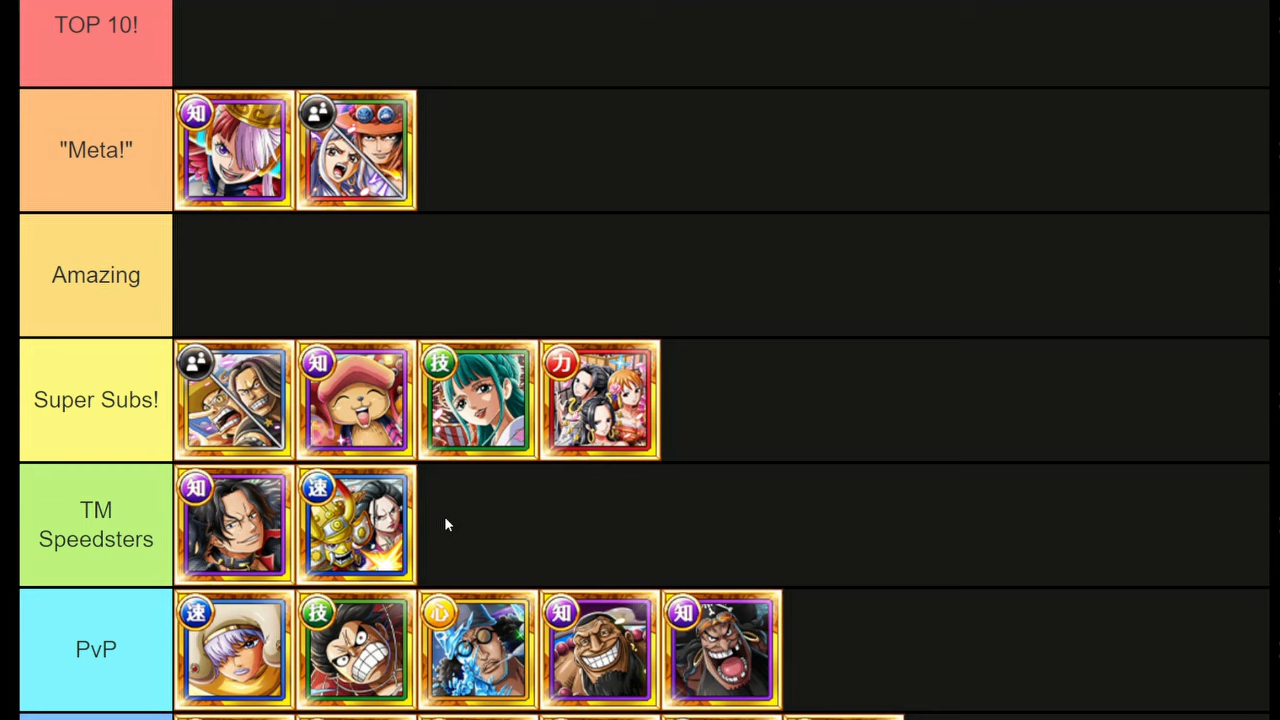 TOP 10!
"Meta!"
知
Amazing
Super Subs!
知 技 力
TM
Speedsters
知 速
PvP
速 技 心 知 知